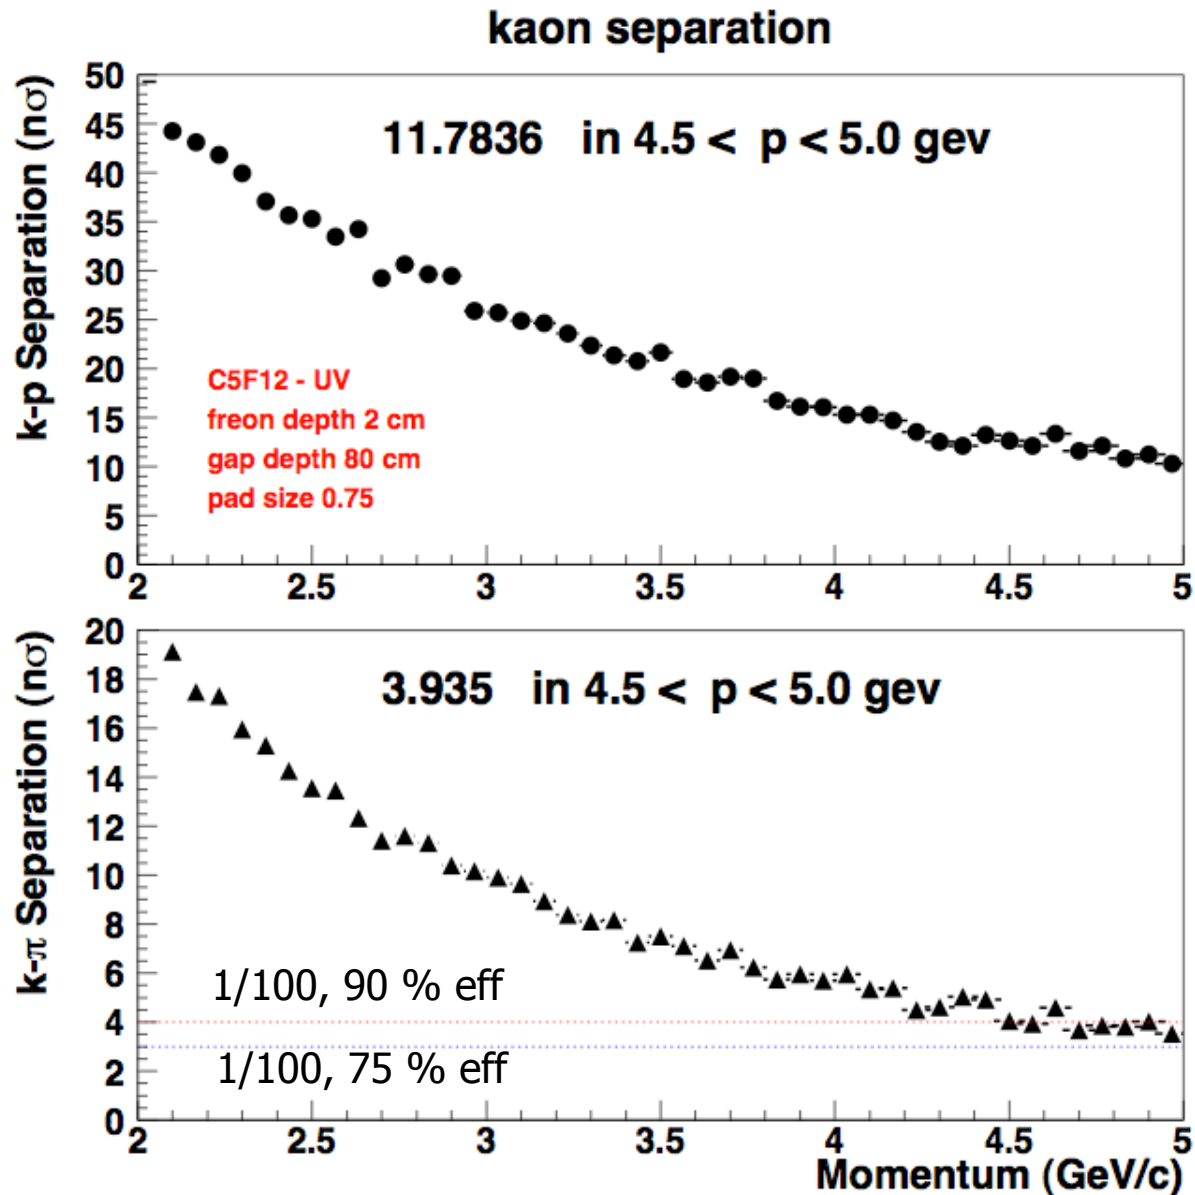 kaon separation
k-p Separation (nσ)
50
45
40
35
30
25
20
15
10
5
0
11.7836 in 4.5 < p < 5.0 gev
C5F12 - UV
freon depth 2 cm
gap depth 80 cm
pad size 0.75
2 2.5 3 3.5 4 4.5 5
k-π Separation (nσ)
20
18
16
14
12
10
8
6
4
2
0
3.935 in 4.5 < p < 5.0 gev
1/100, 90 % eff
1/100, 75 % eff
2 2.5 3 3.5 4 4.5 5
Momentum (GeV/c)